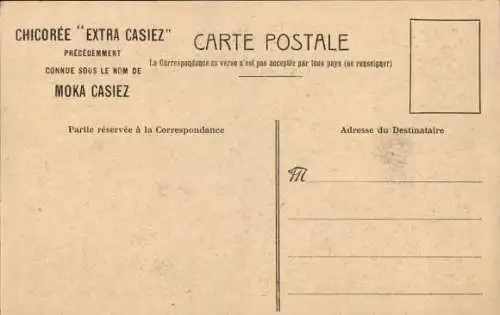 CHICORÉE "EXTRA CASIEZ"
PRÉCÉDEMMENT
CONNUE SOUS LE NOM DE
MOKA CASIEZ
CARTE POSTALE
La Correspondance au verso n'est pas acceptée par tous pays (se renseigner)
Partie réservée à la Correspondance
Adresse du Destinataire
M